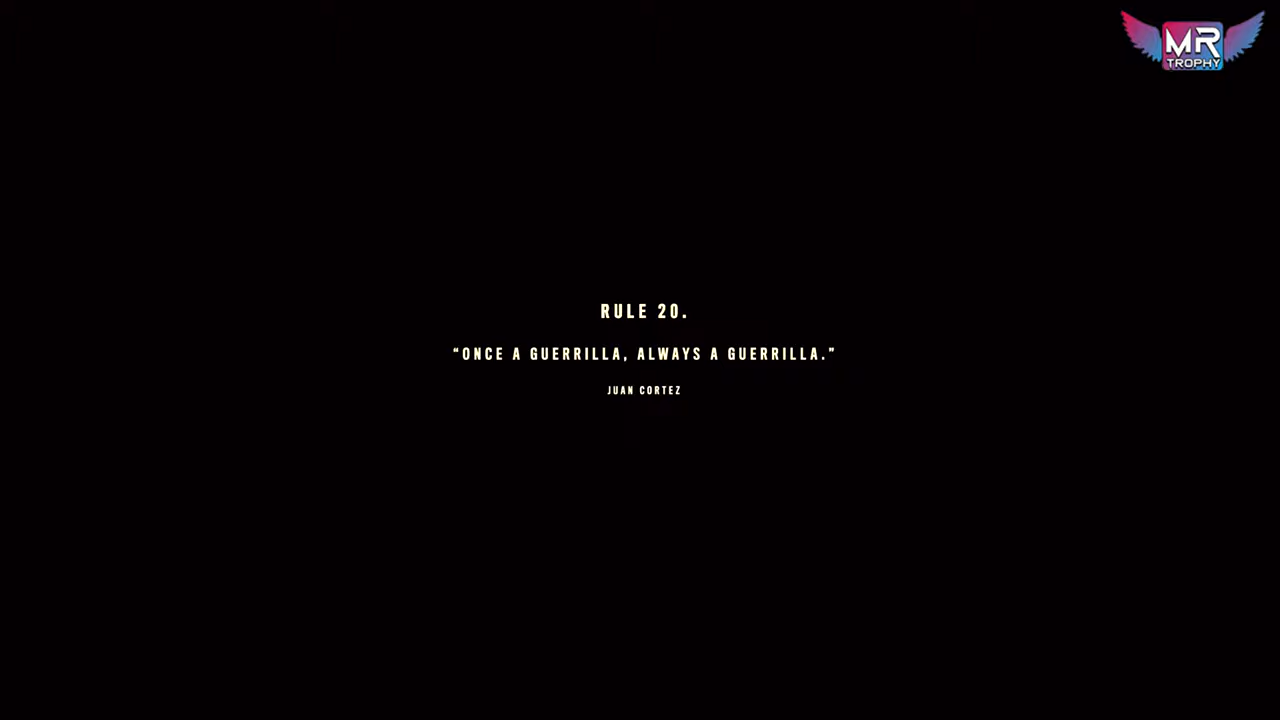 MR
TROPHY
RULE 20.
“ONCE A GUERRILLA, ALWAYS A GUERRILLA.”
JUAN CORTEZ